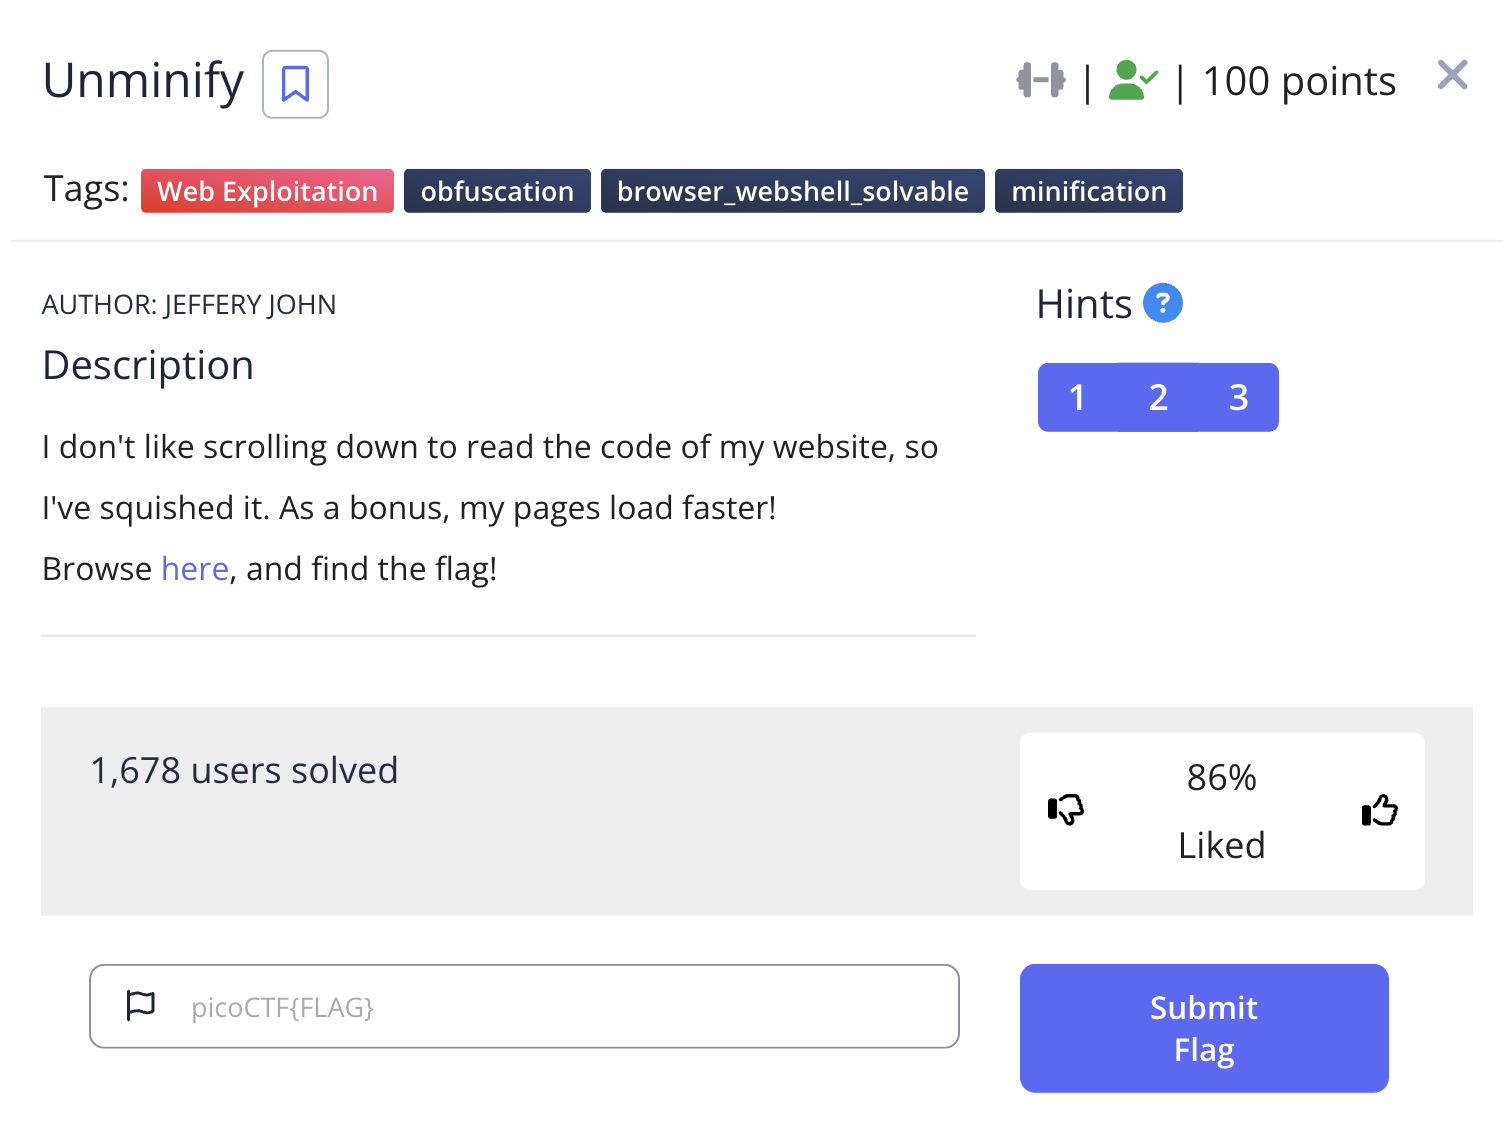 Unminify
| | 100 points
Tags: Web Exploitation obfuscation browser_webshell_solvable minification
AUTHOR: JEFFERY JOHN
Description
I don't like scrolling down to read the code of my website, so
I've squished it. As a bonus, my pages load faster!
Browse here, and find the flag!
Hints ?
1 2 3
1,678 users solved
86%
Liked
picoCTF{FLAG}
Submit
Flag